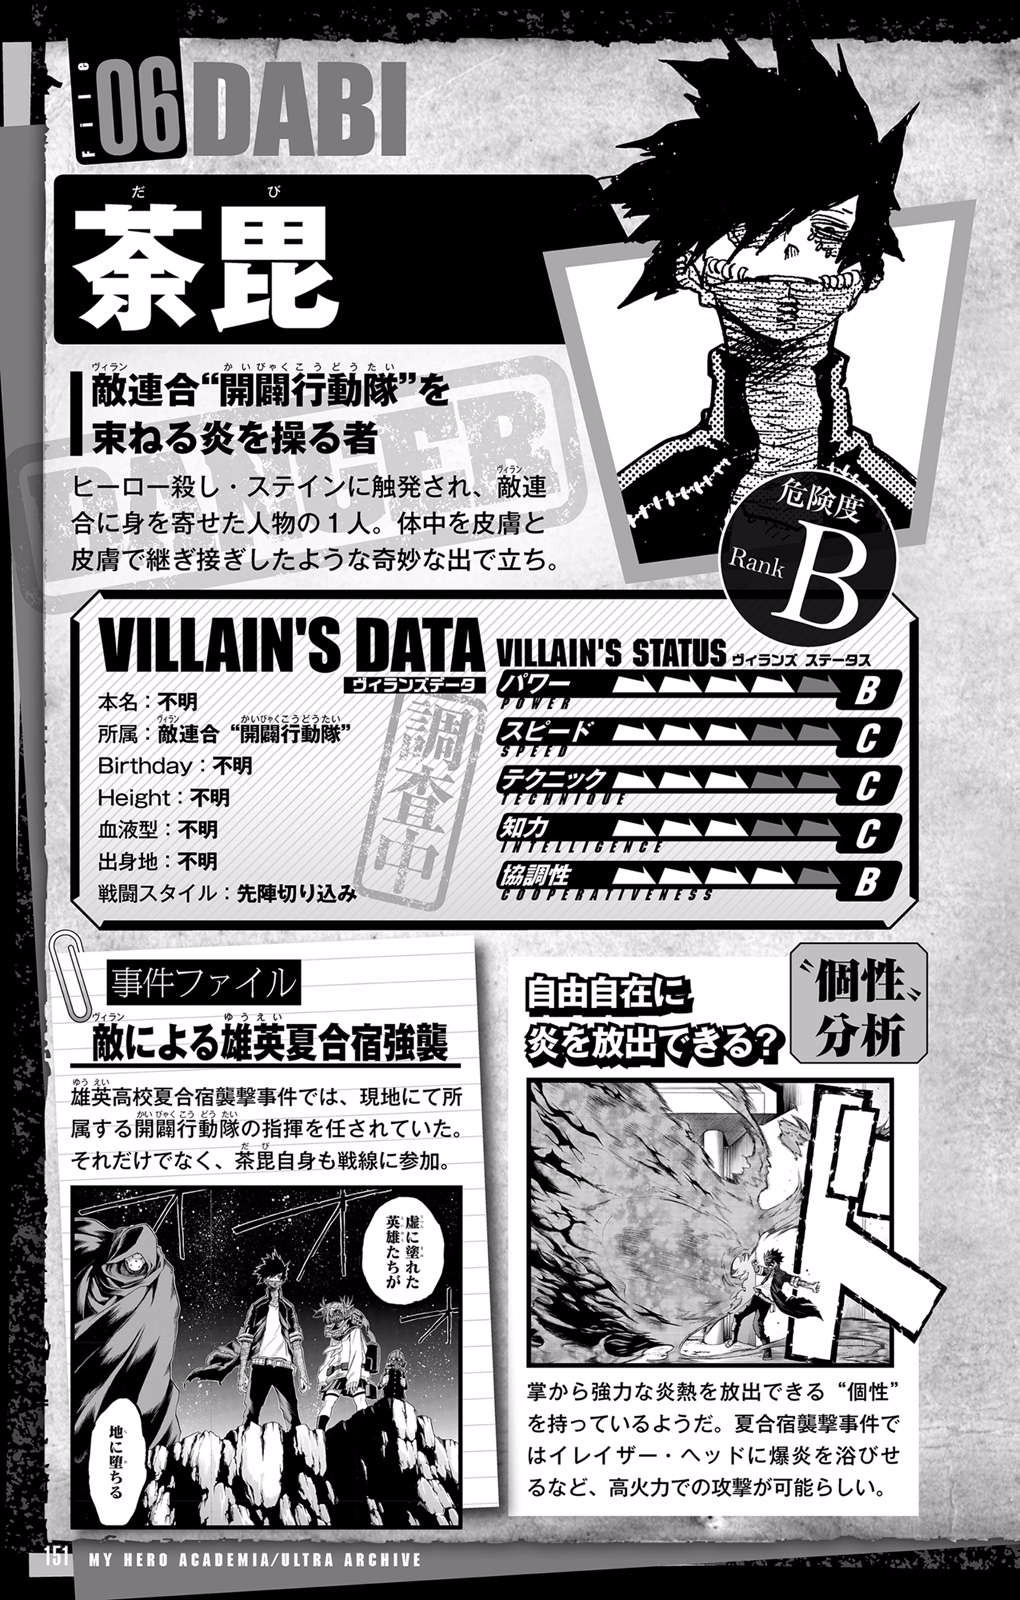 File 06 DABI
だび
荼毘
ヴィラン かいびゃくこうどうたい
敵連合“開闢行動隊”を
束ねる炎を操る者
DANGER
ヴィラン
ヒーロー殺し・ステインに触発され、敵連
合に身を寄せた人物の1人。体中を皮膚と
皮膚で継ぎ接ぎしたような奇妙な出で立ち。
危険度
Rank B
VILLAIN'S DATA
ヴィランズデータ
本名：不明
ヴィラン かいびゃくこうどうたい
所属：敵連合 “開闢行動隊”
Birthday：不明
Height：不明
血液型：不明
出身地：不明
戦闘スタイル：先陣切り込み
調査中
VILLAIN'S STATUS ヴィランズ ステータス
パワー B
POWER
スピード C
SPEED
テクニック C
TECHNIQUE
知力 C
INTELLIGENCE
協調性 B
COOPERATIVENESS
事件ファイル
ヴィラン ゆうえい
敵による雄英夏合宿強襲
ゆうえい
雄英高校夏合宿襲撃事件では、現地にて所
かいびゃくこうどうたい
属する開闢行動隊の指揮を任されていた。
だび
それだけでなく、荼毘自身も戦線に参加。
虚に塗れた
英雄たちが
地に堕ちる
〝個性〟
分析
自由自在に
炎を放出できる？
掌から強力な炎熱を放出できる“個性”
を持っているようだ。夏合宿襲撃事件で
はイレイザー・ヘッドに爆炎を浴びせ
るなど、高火力での攻撃が可能らしい。
151 MY HERO ACADEMIA/ULTRA ARCHIVE